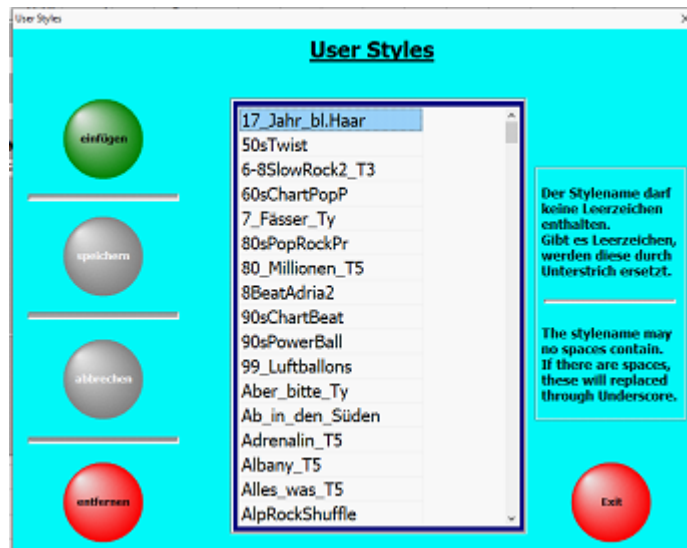 User Styles
User Styles
einfügen
speichern
abbrechen
entfernen
17_Jahr_bl.Haar
50sTwist
6-8SlowRock2_T3
60sChartPopP
7_Fässer_Ty
80sPopRockPr
80_Millionen_T5
8BeatAdria2
90sChartBeat
90sPowerBall
99_Luftballons
Aber_bitte_Ty
Ab_in_den_Süden
Adrenalin_T5
Albany_T5
Alles_was_T5
AlpRockShuffle
Der Stylename darf
keine Leerzeichen
enthalten.
Gibt es Leerzeichen,
werden diese durch
Unterstrich ersetzt.
The stylename may
no spaces contain.
If there are spaces,
these will replaced
through Underscore.
Exit